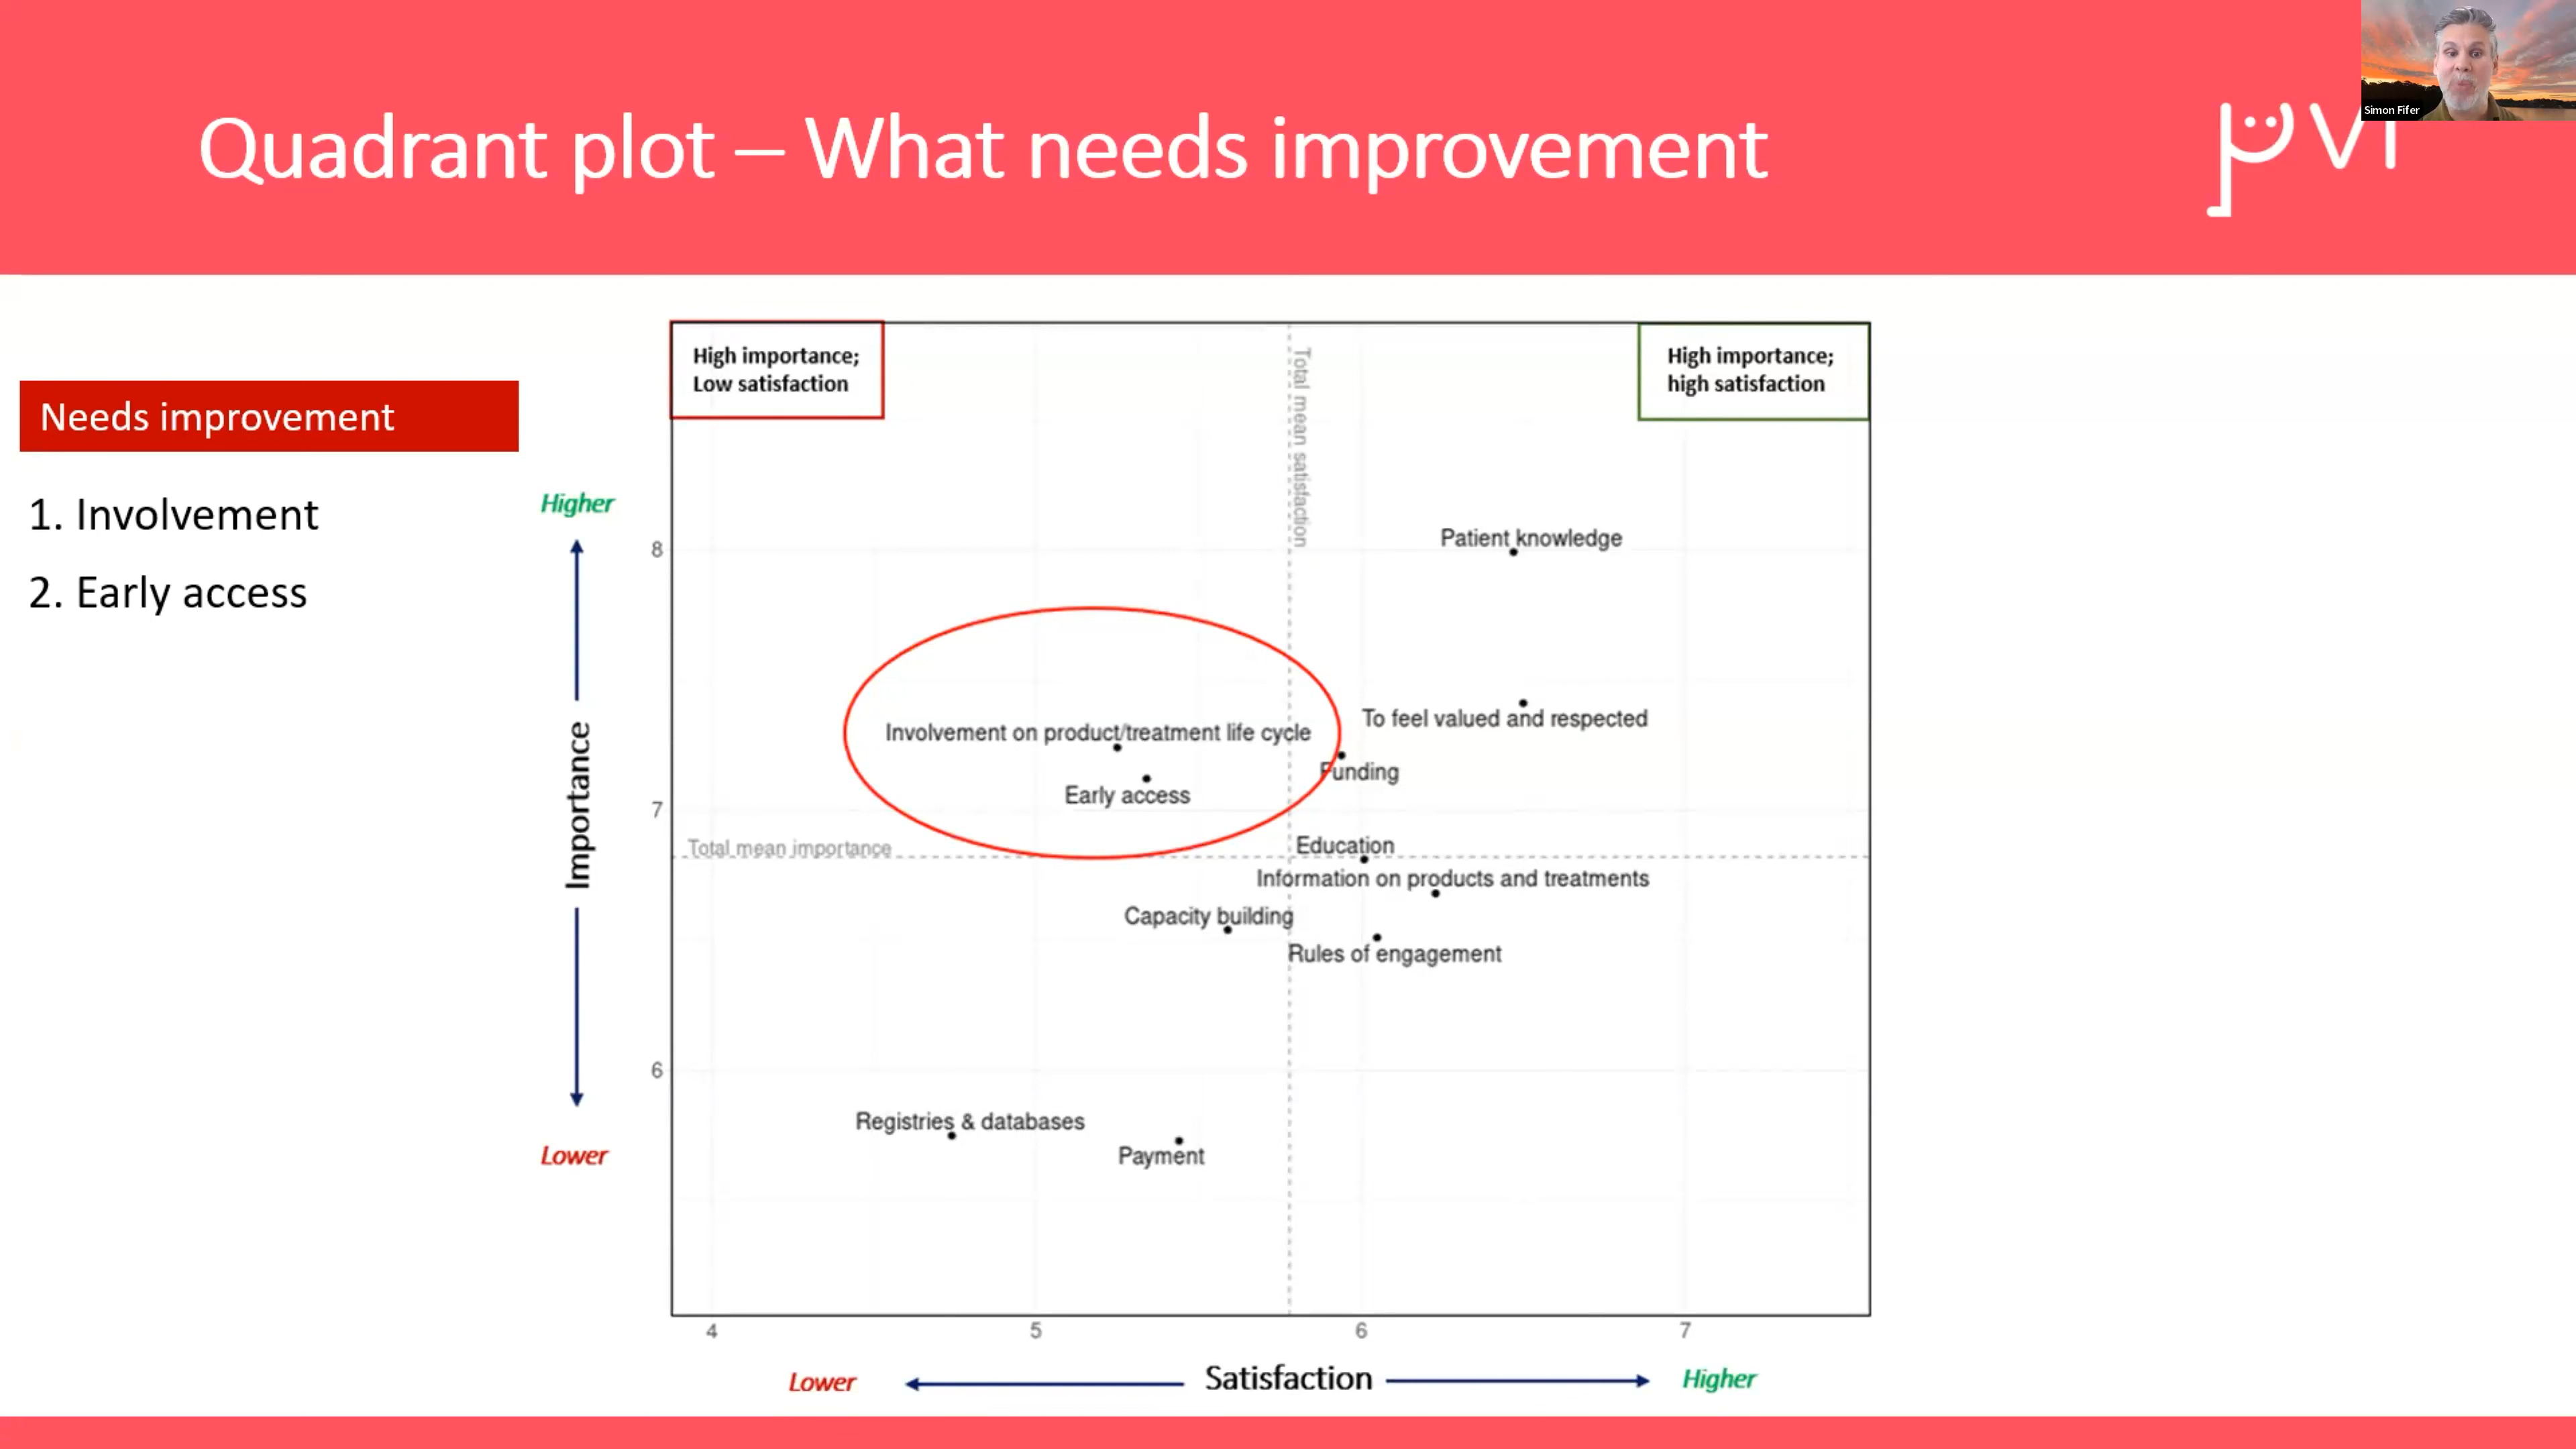 Quadrant plot – What needs improvement
Simon Fifer
Needs improvement
1. Involvement
2. Early access
High importance;
Low satisfaction
High importance;
high satisfaction
Total mean satisfaction
Higher
Importance
Lower
8
7
6
Patient knowledge
Involvement on product/treatment life cycle
To feel valued and respected
Early access
Funding
Total mean importance
Education
Information on products and treatments
Capacity building
Rules of engagement
Registries & databases
Payment
4
5
6
7
Lower
Satisfaction
Higher